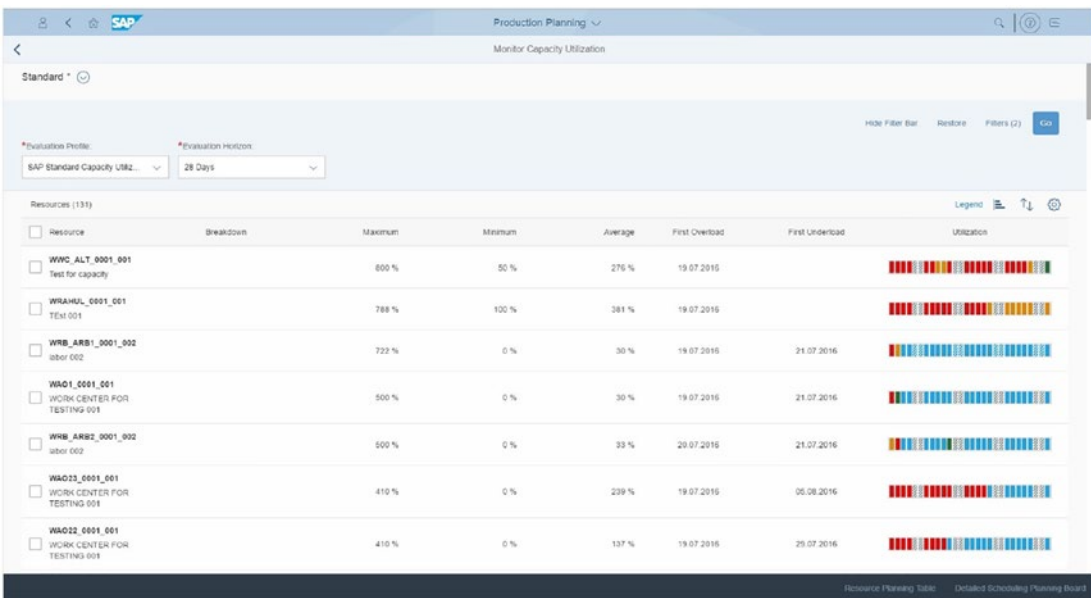 SAP Production Planning
Monitor Capacity Utilization
Standard *
Hide Filter Bar Restore Filters (2) Go
*Evaluation Profile: *Evaluation Horizon:
SAP Standard Capacity Utiliz... 28 Days
Resources (131) Legend
Resource Breakdown Maximum Minimum Average First Overload First Underload Utilization
WWC_ALT_0001_001
Test for capacity
800 % 50 % 276 % 19.07.2016
WRAHUL_0001_001
TEst 001
788 % 100 % 381 % 19.07.2016
WRB_ARB1_0001_002
labor 002
722 % 0 % 30 % 19.07.2016 21.07.2016
WAO1_0001_001
WORK CENTER FOR
TESTING 001
500 % 0 % 30 % 19.07.2016 21.07.2016
WRB_ARB2_0001_002
labor 002
500 % 0 % 33 % 20.07.2016 21.07.2016
WAO23_0001_001
WORK CENTER FOR
TESTING 001
410 % 0 % 239 % 19.07.2016 05.08.2016
WAO22_0001_001
WORK CENTER FOR
TESTING 001
410 % 0 % 137 % 19.07.2016 29.07.2016
Resource Planning Table Detailed Scheduling Planning Board